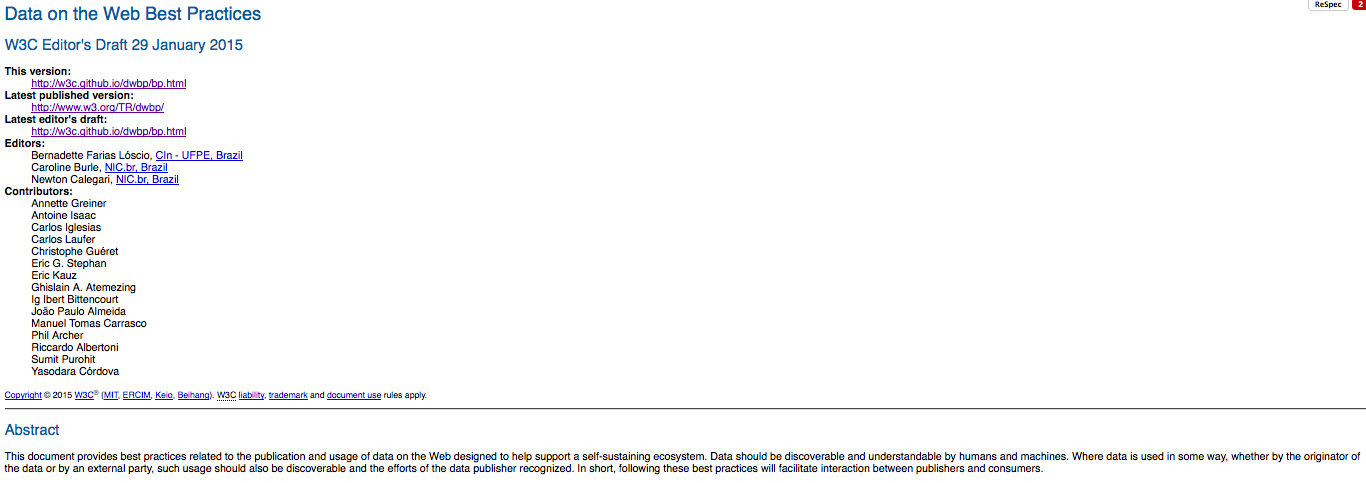 ReSpec 2
Data on the Web Best Practices
W3C Editor's Draft 29 January 2015
This version:
http://w3c.github.io/dwbp/bp.html
Latest published version:
http://www.w3.org/TR/dwbp/
Latest editor's draft:
http://w3c.github.io/dwbp/bp.html
Editors:
Bernadette Farias Lóscio, CIn - UFPE, Brazil
Caroline Burle, NIC.br, Brazil
Newton Calegari, NIC.br, Brazil
Contributors:
Annette Greiner
Antoine Isaac
Carlos Iglesias
Carlos Laufer
Christophe Guéret
Eric G. Stephan
Eric Kauz
Ghislain A. Atemezing
Ig Ibert Bittencourt
João Paulo Almeida
Manuel Tomas Carrasco
Phil Archer
Riccardo Albertoni
Sumit Purohit
Yasodara Córdova
Copyright © 2015 W3C® (MIT, ERCIM, Keio, Beihang). W3C liability, trademark and document use rules apply.
Abstract
This document provides best practices related to the publication and usage of data on the Web designed to help support a self-sustaining ecosystem. Data should be discoverable and understandable by humans and machines. Where data is used in some way, whether by the originator of
the data or by an external party, such usage should also be discoverable and the efforts of the data publisher recognized. In short, following these best practices will facilitate interaction between publishers and consumers.